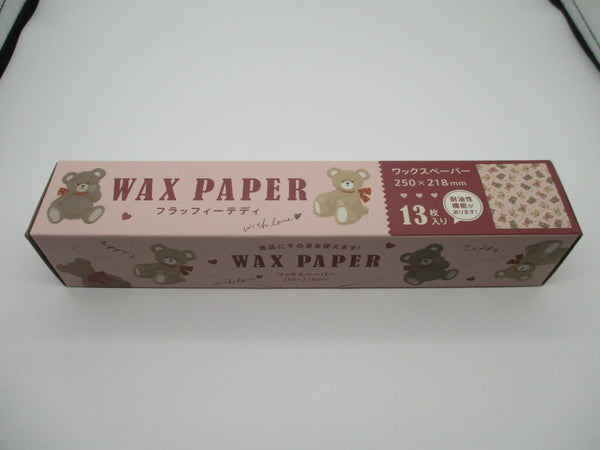 WAX PAPER
フラッフィーテディ
with love
ワックスペーパー
250×218mm
13枚入り
耐油性
機能が
あります!
happy
食品にそのまま使えます!
WAX PAPER
ワックスペーパー
250×218mm
with love
teddy